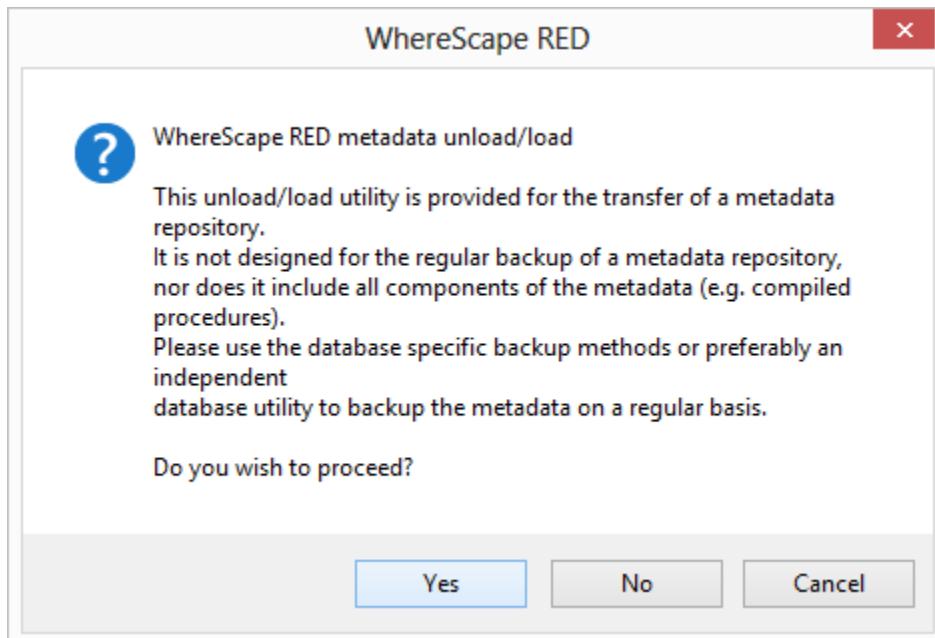 WhereScape RED
WhereScape RED metadata unload/load
This unload/load utility is provided for the transfer of a metadata
repository.
It is not designed for the regular backup of a metadata repository,
nor does it include all components of the metadata (e.g. compiled
procedures).
Please use the database specific backup methods or preferably an
independent
database utility to backup the metadata on a regular basis.
Do you wish to proceed?
Yes
No
Cancel